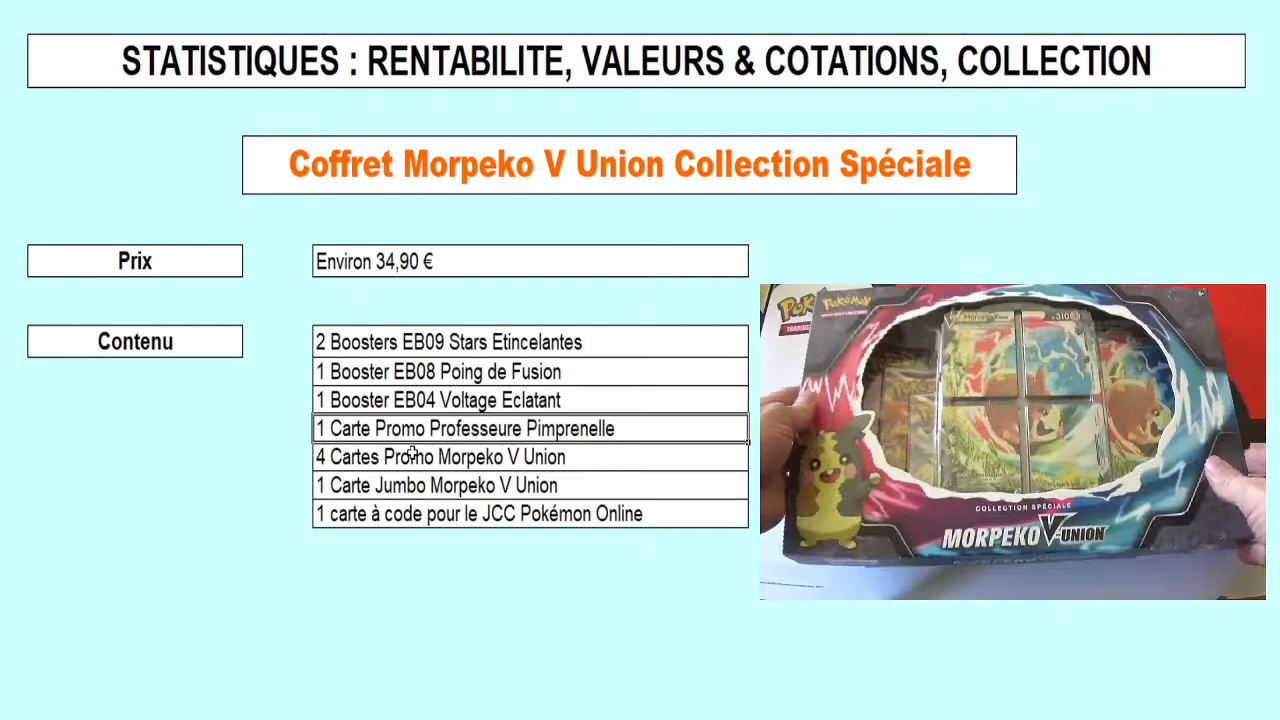 STATISTIQUES : RENTABILITE, VALEURS & COTATIONS, COLLECTION
Coffret Morpeko V Union Collection Spéciale
Prix
Environ 34,90 €
Contenu
2 Boosters EB09 Stars Etincelantes
1 Booster EB08 Poing de Fusion
1 Booster EB04 Voltage Eclatant
1 Carte Promo Professeure Pimprenelle
4 Cartes Promo Morpeko V Union
1 Carte Jumbo Morpeko V Union
1 carte à code pour le JCC Pokémon Online
POKéMON
Morpeko
310
COLLECTION SPÉCIALE
MORPEKO V-UNION